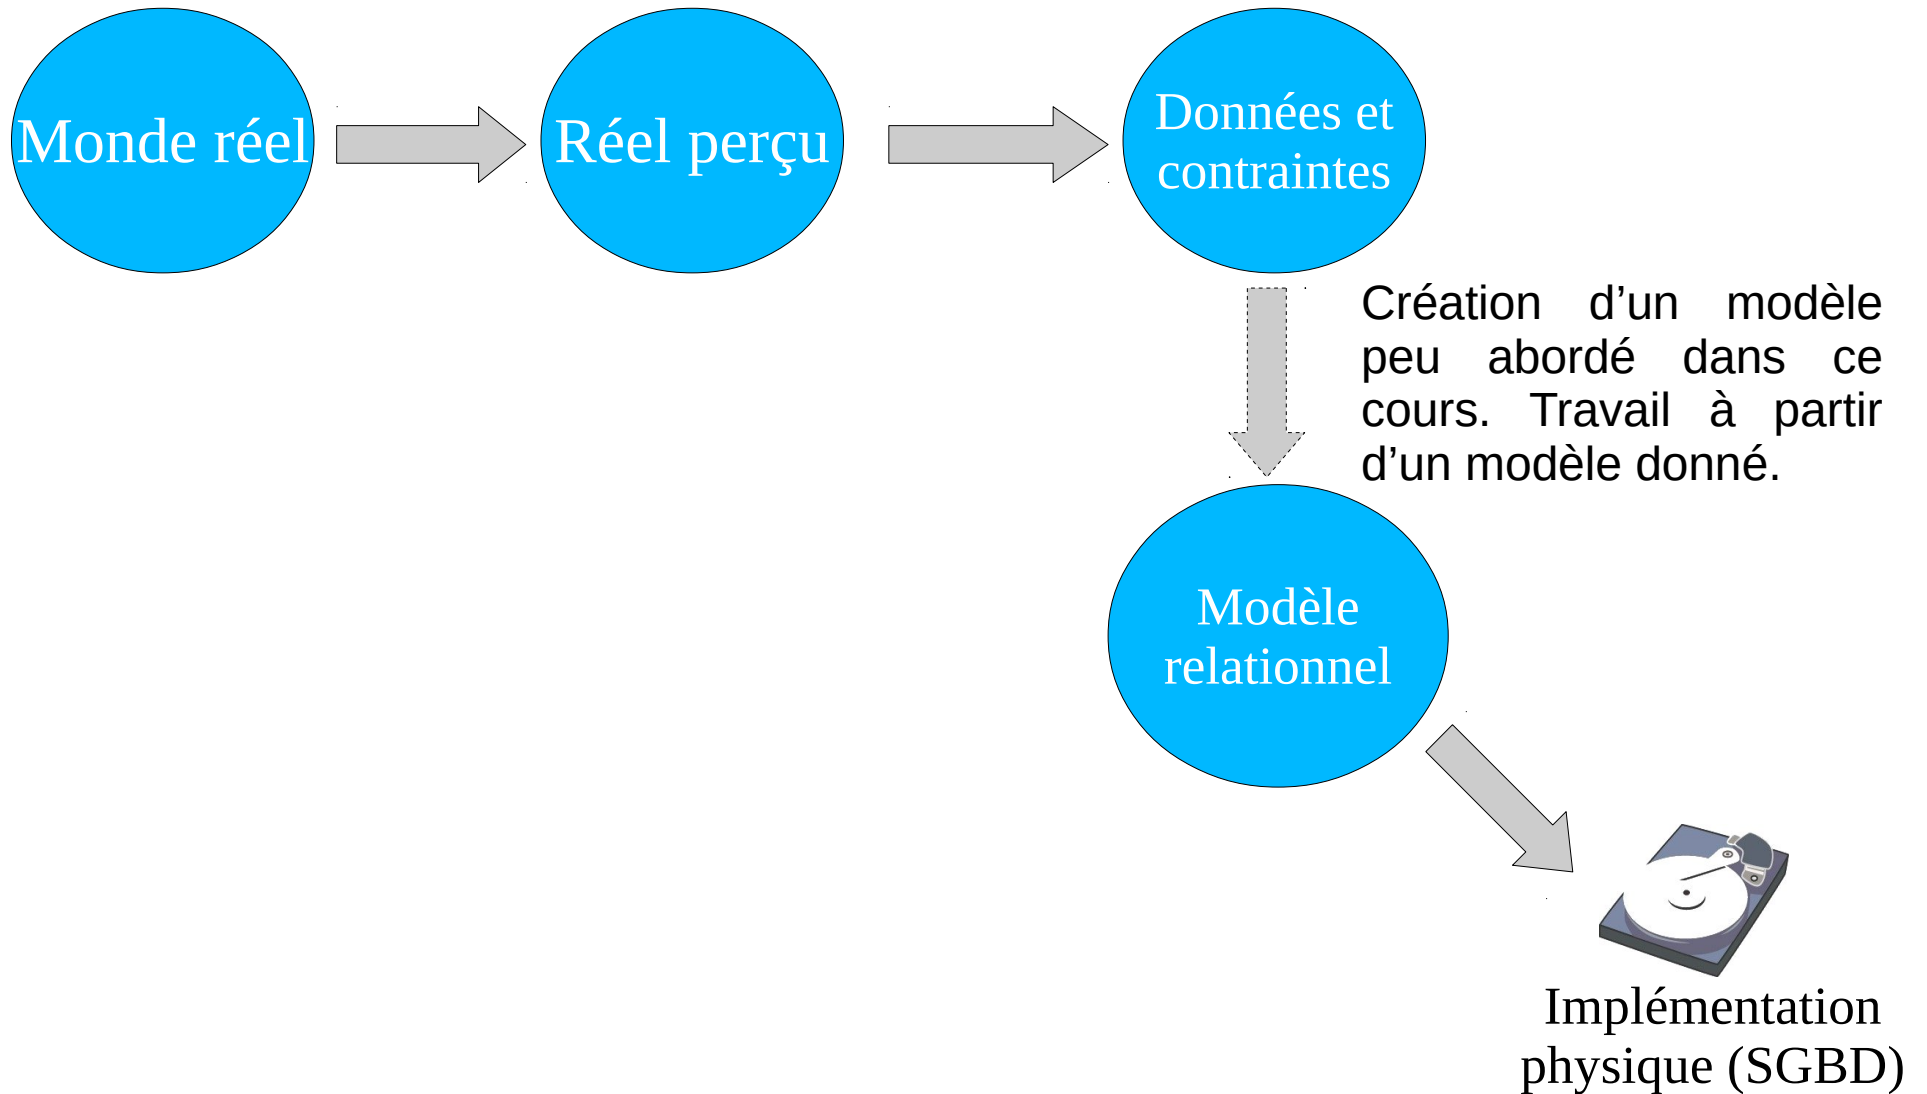 Monde réel
Réel perçu
Données et
contraintes
Création d’un modèle
peu abordé dans ce
cours. Travail à partir
d’un modèle donné.
Modèle
relationnel
Implémentation
physique (SGBD)